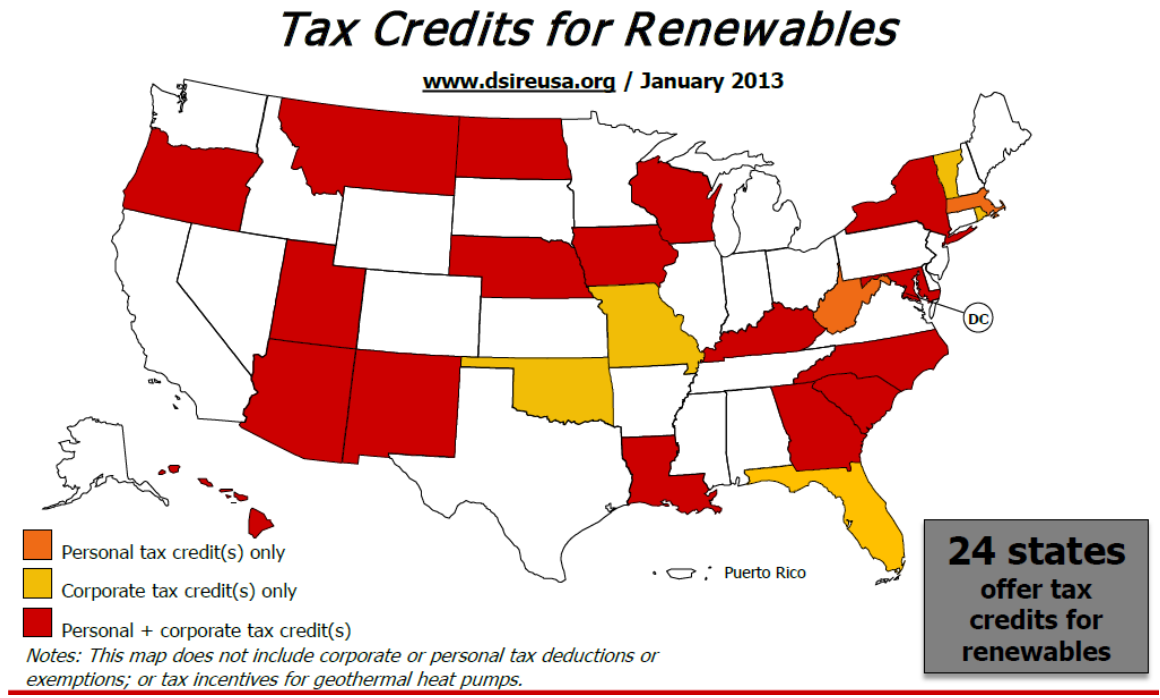 Tax Credits for Renewables
www.dsireusa.org / January 2013
DC
Puerto Rico
Personal tax credit(s) only
Corporate tax credit(s) only
Personal + corporate tax credit(s)
24 states
offer tax
credits for
renewables
Notes: This map does not include corporate or personal tax deductions or
exemptions; or tax incentives for geothermal heat pumps.